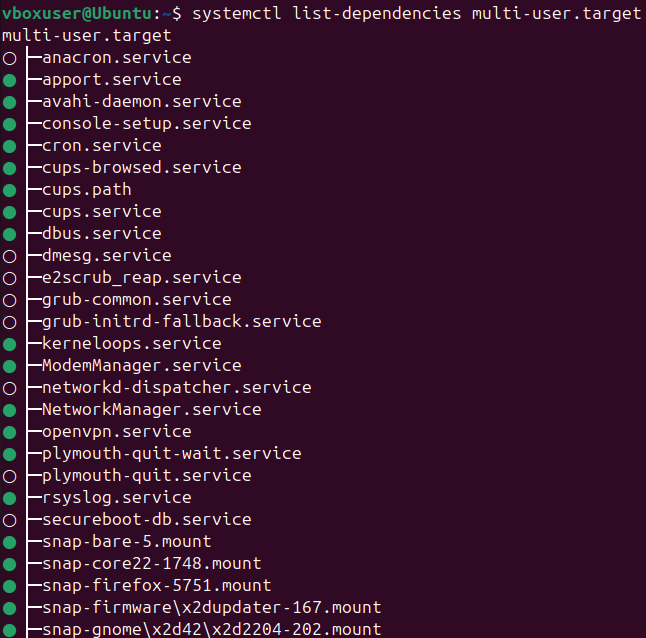 vboxuser@Ubuntu:~$ systemctl list-dependencies multi-user.target
multi-user.target
○ ├─anacron.service
● ├─apport.service
● ├─avahi-daemon.service
● ├─console-setup.service
● ├─cron.service
● ├─cups-browsed.service
● ├─cups.path
● ├─cups.service
● ├─dbus.service
○ ├─dmesg.service
○ ├─e2scrub_reap.service
○ ├─grub-common.service
○ ├─grub-initrd-fallback.service
● ├─kerneloops.service
● ├─ModemManager.service
○ ├─networkd-dispatcher.service
● ├─NetworkManager.service
● ├─openvpn.service
● ├─plymouth-quit-wait.service
○ ├─plymouth-quit.service
● ├─rsyslog.service
○ ├─secureboot-db.service
● ├─snap-bare-5.mount
● ├─snap-core22-1748.mount
● ├─snap-firefox-5751.mount
● ├─snap-firmware\x2dupdater-167.mount
● ├─snap-gnome\x2d42\x2d2204-202.mount